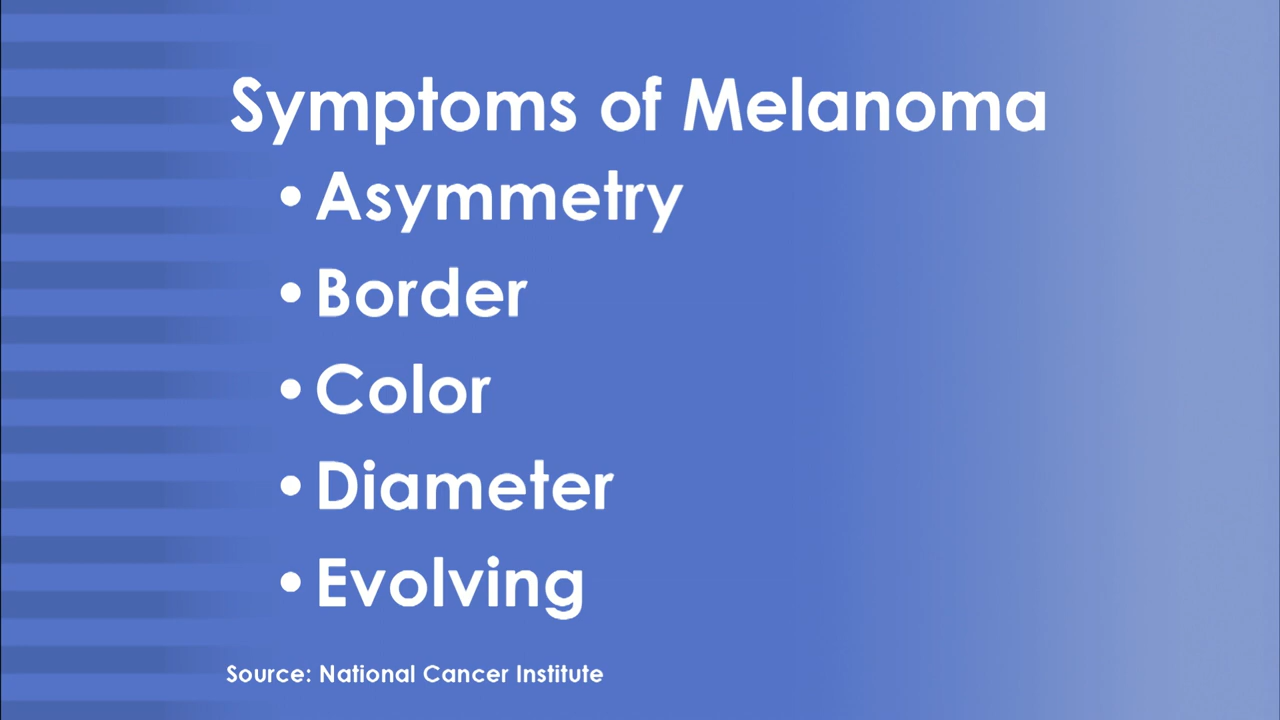 Symptoms of Melanoma
• Asymmetry
• Border
• Color
• Diameter
• Evolving
Source: National Cancer Institute